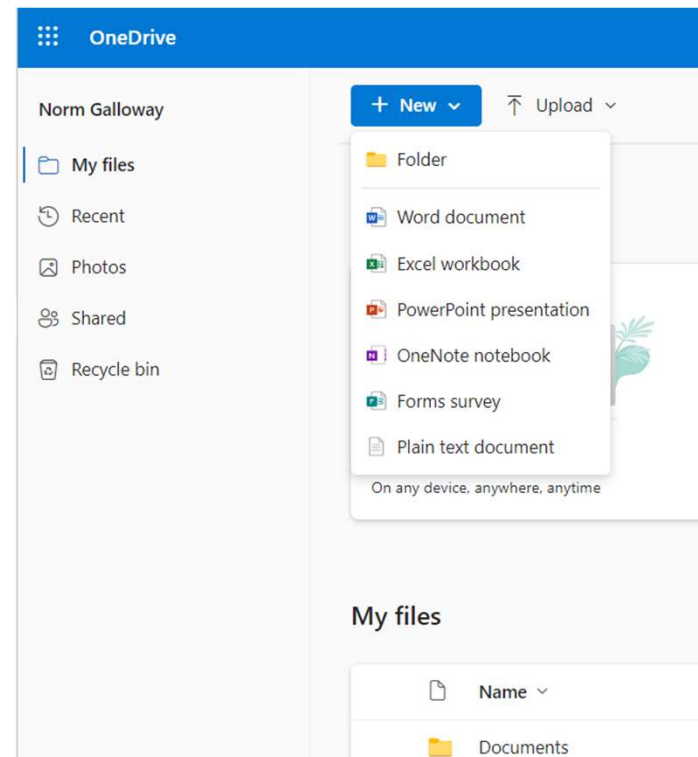 OneDrive
Norm Galloway
My files
Recent
Photos
Shared
Recycle bin
+ New
Upload
Folder
Word document
Excel workbook
PowerPoint presentation
OneNote notebook
Forms survey
Plain text document
On any device, anywhere, anytime
My files
Name
Documents